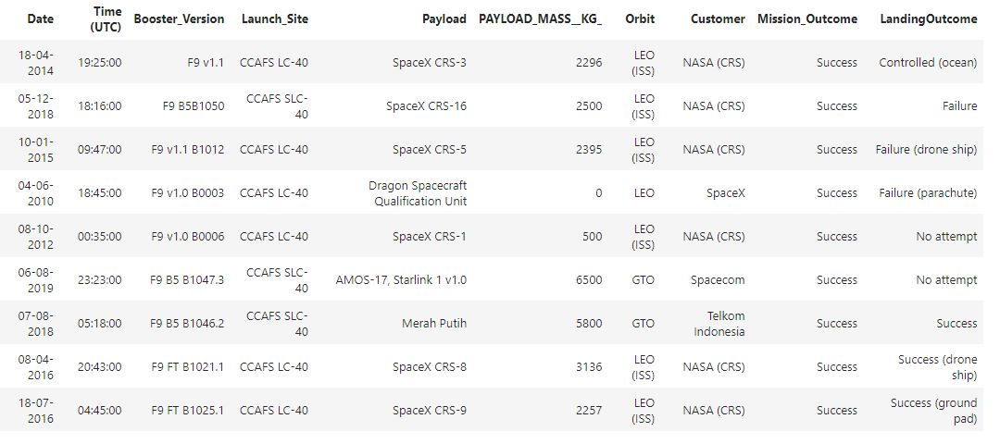 Date Time (UTC) Booster_Version Launch_Site Payload PAYLOAD_MASS__KG_ Orbit Customer Mission_Outcome LandingOutcome
18-04-2014 19:25:00 F9 v1.1 CCAFS LC-40 SpaceX CRS-3 2296 LEO (ISS) NASA (CRS) Success Controlled (ocean)
05-12-2018 18:16:00 F9 B5B1050 CCAFS SLC-40 SpaceX CRS-16 2500 LEO (ISS) NASA (CRS) Success Failure
10-01-2015 09:47:00 F9 v1.1 B1012 CCAFS LC-40 SpaceX CRS-5 2395 LEO (ISS) NASA (CRS) Success Failure (drone ship)
04-06-2010 18:45:00 F9 v1.0 B0003 CCAFS LC-40 Dragon Spacecraft Qualification Unit 0 LEO SpaceX Success Failure (parachute)
08-10-2012 00:35:00 F9 v1.0 B0006 CCAFS LC-40 SpaceX CRS-1 500 LEO (ISS) NASA (CRS) Success No attempt
06-08-2019 23:23:00 F9 B5 B1047.3 CCAFS SLC-40 AMOS-17, Starlink 1 v1.0 6500 GTO Spacecom Success No attempt
07-08-2018 05:18:00 F9 B5 B1046.2 CCAFS SLC-40 Merah Putih 5800 GTO Telkom Indonesia Success Success
08-04-2016 20:43:00 F9 FT B1021.1 CCAFS LC-40 SpaceX CRS-8 3136 LEO (ISS) NASA (CRS) Success Success (drone ship)
18-07-2016 04:45:00 F9 FT B1025.1 CCAFS LC-40 SpaceX CRS-9 2257 LEO (ISS) NASA (CRS) Success Success (ground pad)